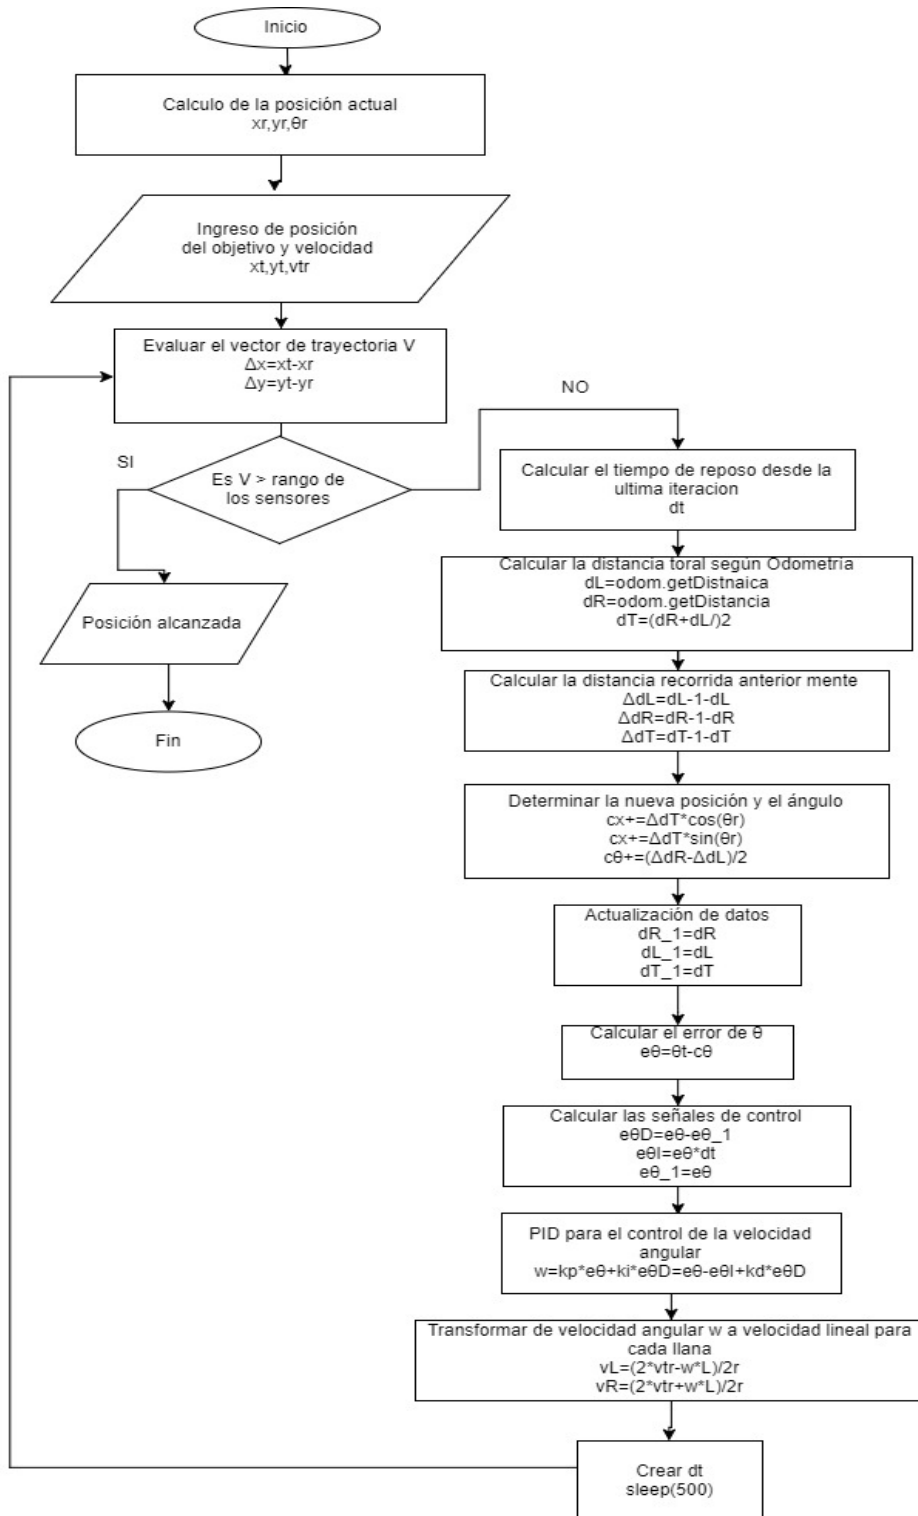 Inicio
Calculo de la posición actual
xr,yr,θr
Ingreso de posición
del objetivo y velocidad
xt,yt,vtr
Evaluar el vector de trayectoria V
Δx=xt-xr
Δy=yt-yr
SI
Es V > rango de
los sensores
NO
Posición alcanzada
Fin
Calcular el tiempo de reposo desde la
ultima iteracion
dt
Calcular la distancia toral según Odometría
dL=odom.getDistnaica
dR=odom.getDistancia
dT=(dR+dL/)2
Calcular la distancia recorrida anterior mente
ΔdL=dL-1-dL
ΔdR=dR-1-dR
ΔdT=dT-1-dT
Determinar la nueva posición y el ángulo
cx+=ΔdT*cos(θr)
cx+=ΔdT*sin(θr)
cθ+=(ΔdR-ΔdL)/2
Actualización de datos
dR_1=dR
dL_1=dL
dT_1=dT
Calcular el error de θ
eθ=θt-cθ
Calcular las señales de control
eθD=eθ-eθ_1
eθI=eθ*dt
eθ_1=eθ
PID para el control de la velocidad
angular
w=kp*eθ+ki*eθD=eθ-eθI+kd*eθD
Transformar de velocidad angular w a velocidad lineal para
cada llana
vL=(2*vtr-w*L)/2r
vR=(2*vtr+w*L)/2r
Crear dt
sleep(500)